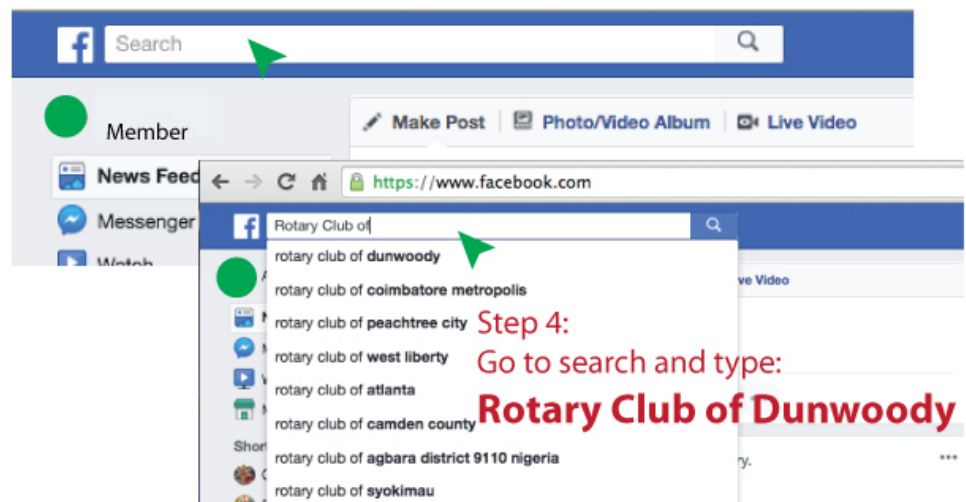 f Search
Member
Make Post Photo/Video Album Live Video
News Feed
Messenger
Watch
https://www.facebook.com
f Rotary Club of
rotary club of dunwoody
rotary club of coimbatore metropolis
rotary club of peachtree city
rotary club of west liberty
rotary club of atlanta
rotary club of camden county
rotary club of agbara district 9110 nigeria
rotary club of syokimau
ve Video
Step 4:
Go to search and type:
Rotary Club of Dunwoody
Shor
ry.